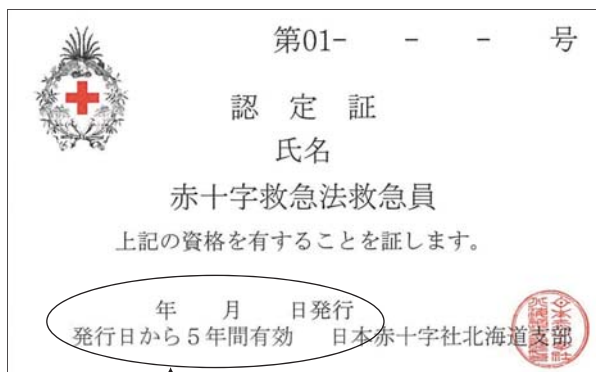 第01-　　-　　-　　号
認　定　証
氏名
赤十字救急法救急員
上記の資格を有することを証します。
年　　月　　日発行
発行日から５年間有効　　日本赤十字社北海道支部